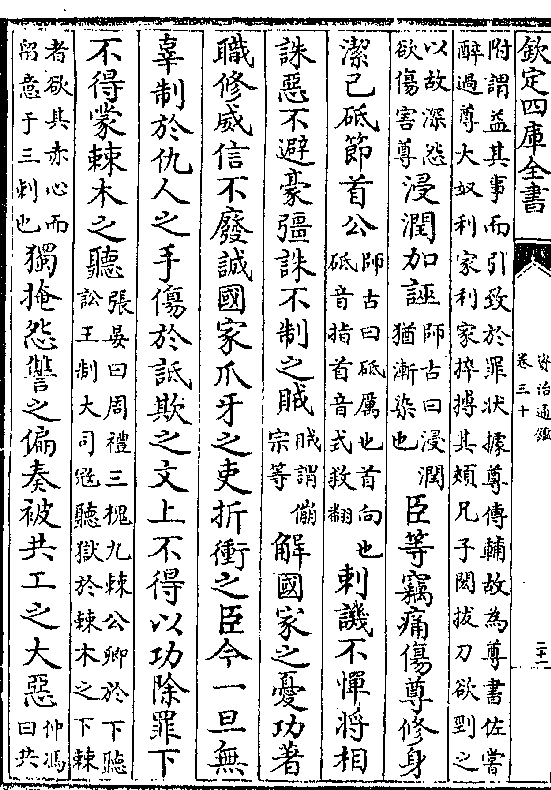 欽定四庫全書
資治通鑑
卷三十
二十二
附謂益其事而引致於罪狀據尊傳輔故為尊書佐嘗
醉過尊大奴利家利家捽搏其頰兄子閎拔刀欲剄之
以故深怨
欲傷害尊
浸潤加誣
師古曰浸潤
猶漸染也
臣等竊痛傷尊修身
潔己砥節首公
師古曰砥厲也首向也
砥音指首音式救翻
刺譏不憚將相
誅惡不避豪彊誅不制之賊
賊謂傰
宗等
解國家之憂功著
職修威信不廢誠國家爪牙之吏折衝之臣今一旦無
辜制於仇人之手傷於詆欺之文上不得以功除罪下
不得蒙棘木之聽
張晏曰周禮三槐九棘公卿於下聽
訟王制大司寇聽獄於棘木之下棘
者欲其赤心而
留意于三刺也
獨掩怨讐之偏奏被共工之大惡
仲馮
曰共